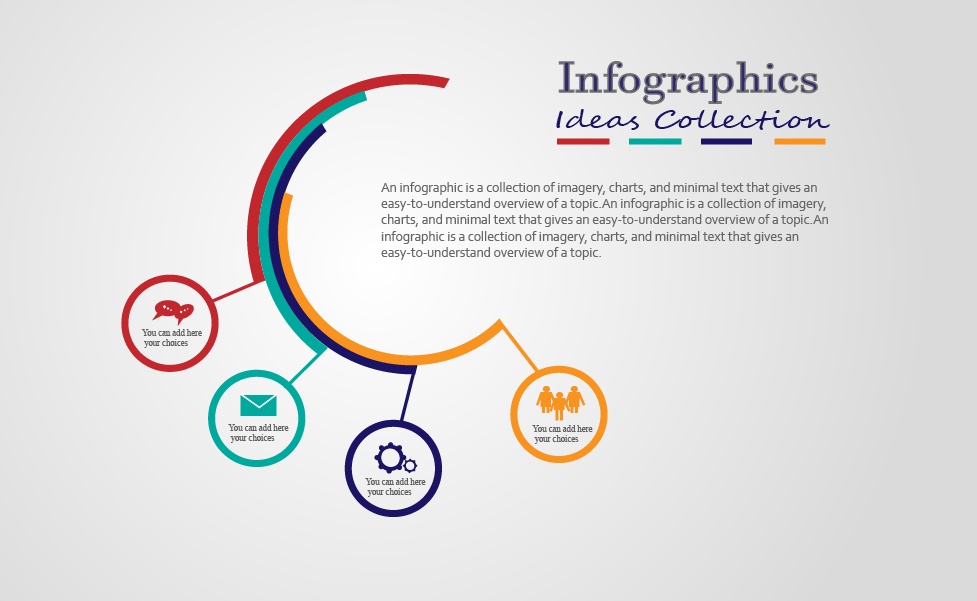 Infographics
Ideas Collection
An infographic is a collection of imagery, charts, and minimal text that gives an
easy-to-understand overview of a topic.An infographic is a collection of imagery,
charts, and minimal text that gives an easy-to-understand overview of a topic.An
infographic is a collection of imagery, charts, and minimal text that gives an
easy-to-understand overview of a topic.
You can add here
your choices
You can add here
your choices
You can add here
your choices
You can add here
your choices